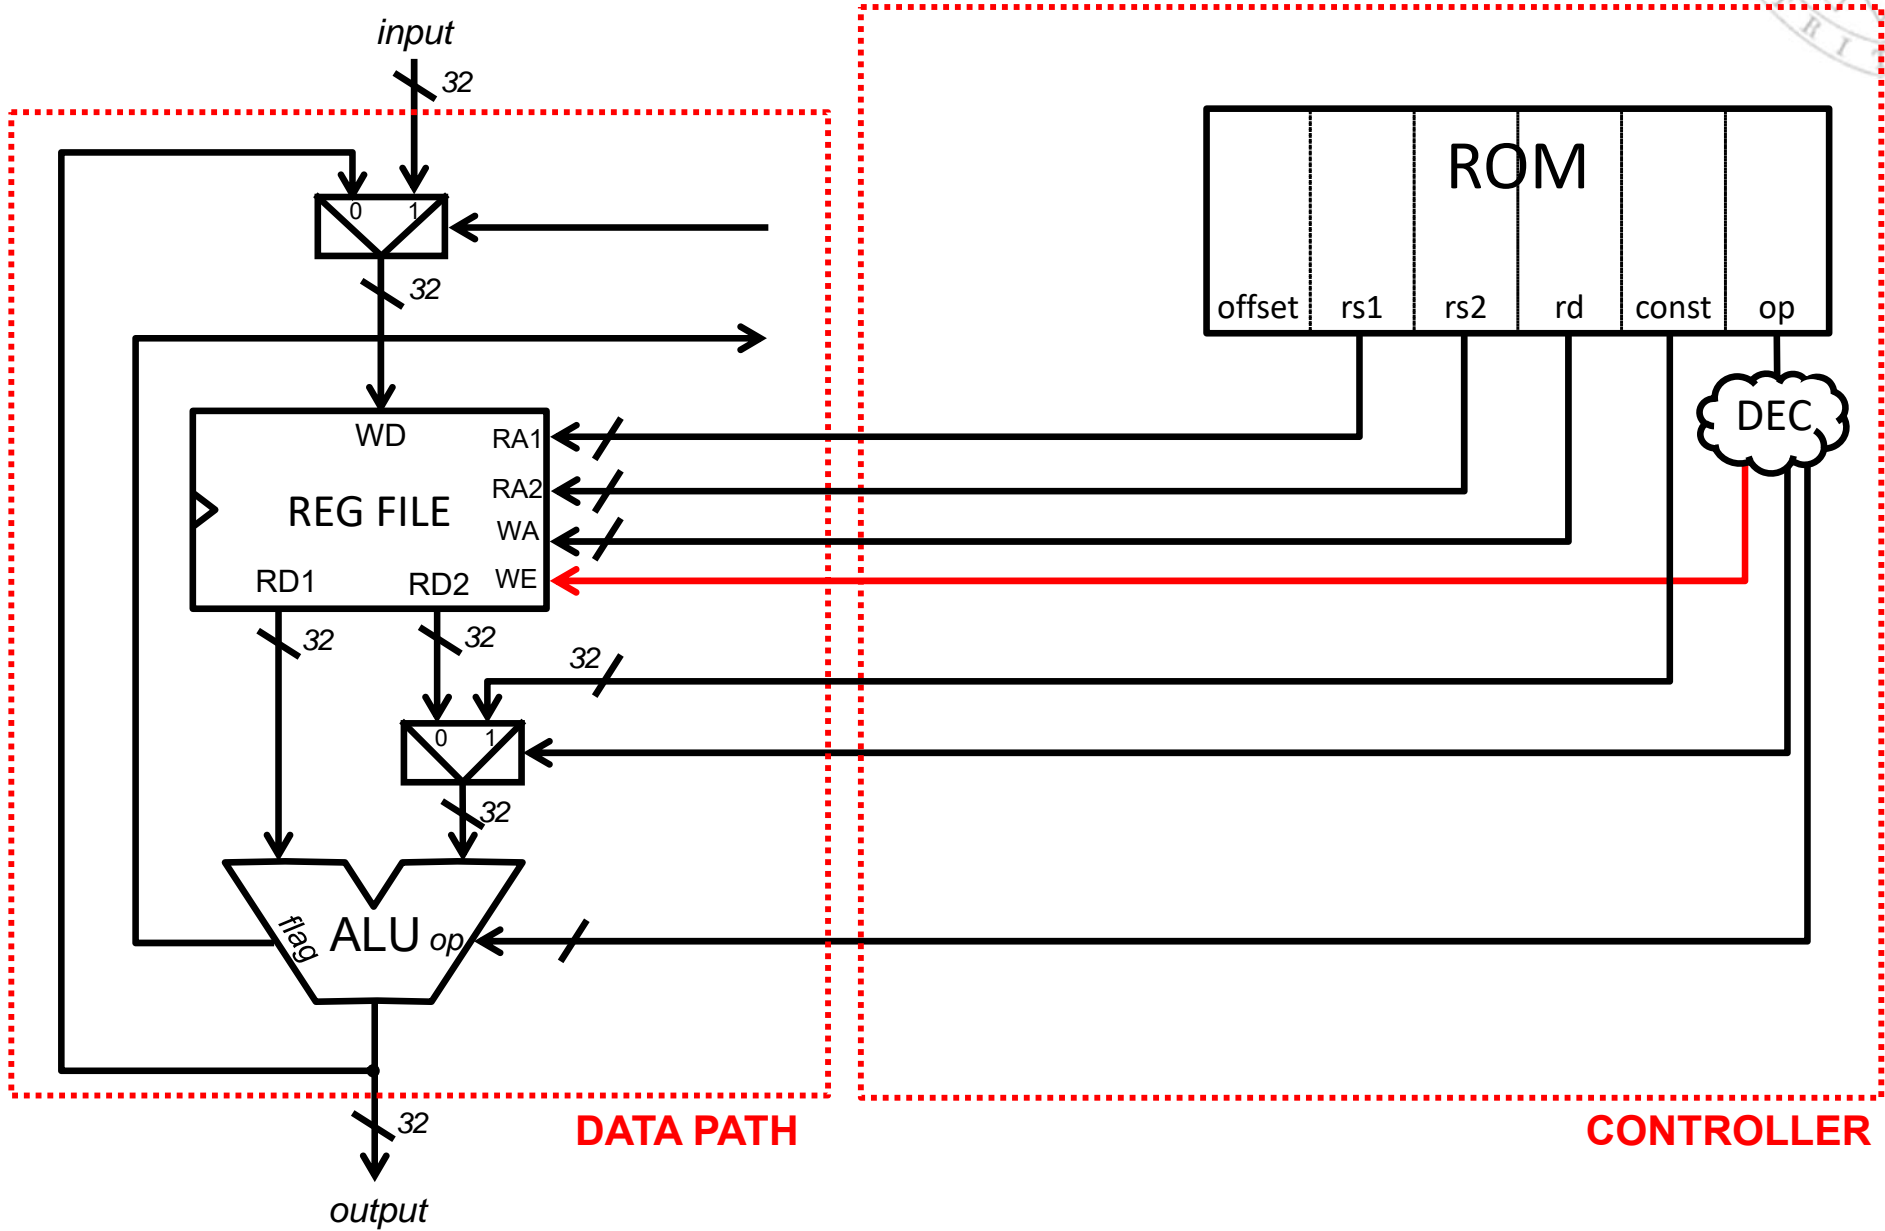 input
32
0 1
32
ROM
offset rs1 rs2 rd const op
DEC
WD
RA1
RA2
REG FILE
WA
WE
RD1
RD2
32
32
32
0 1
32
flag
ALU
op
32
DATA PATH
CONTROLLER
output
R I T